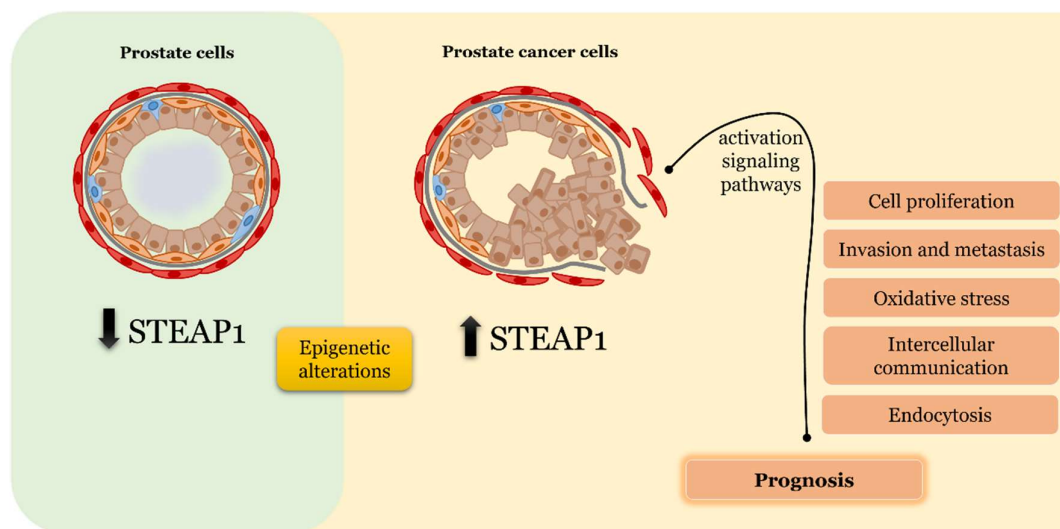 Prostate cells
Prostate cancer cells
activation
signaling
pathways
Cell proliferation
Invasion and metastasis
Oxidative stress
Intercellular
communication
Endocytosis
STEAP1
Epigenetic
alterations
STEAP1
Prognosis